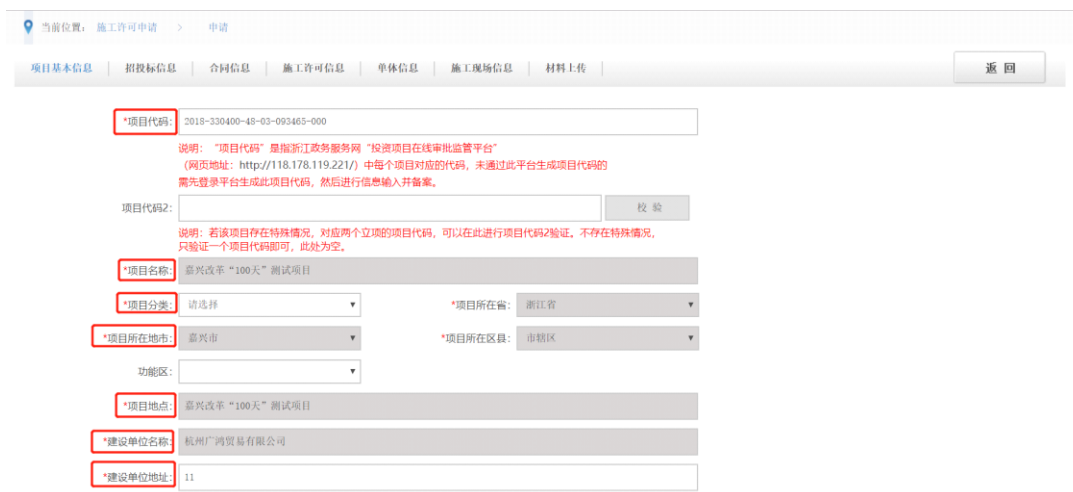 当前位置： 施工许可申请 > 申请
项目基本信息 招投标信息 合同信息 施工许可信息 单体信息 施工现场信息 材料上传 返 回
*项目代码: 2018-330400-48-03-093465-000
说明：“项目代码”是指浙江政务服务网“投资项目在线审批监管平台”
（网页地址：http://118.178.119.221/）中每个项目对应的代码，未通过此平台生成项目代码的
需先登录平台生成此项目代码，然后进行信息输入并备案。
项目代码2: 校 验
说明：若该项目存在特殊情况，对应两个立项的项目代码，可以在此进行项目代码2验证。不存在特殊情况，
只验证一个项目代码即可，此处为空。
*项目名称: 嘉兴改革“100天”测试项目
*项目分类: 请选择 *项目所在省: 浙江省
*项目所在地市: 嘉兴市 *项目所在区县: 市辖区
功能区:
*项目地点: 嘉兴改革“100天”测试项目
*建设单位名称: 杭州广鸿贸易有限公司
*建设单位地址: 11